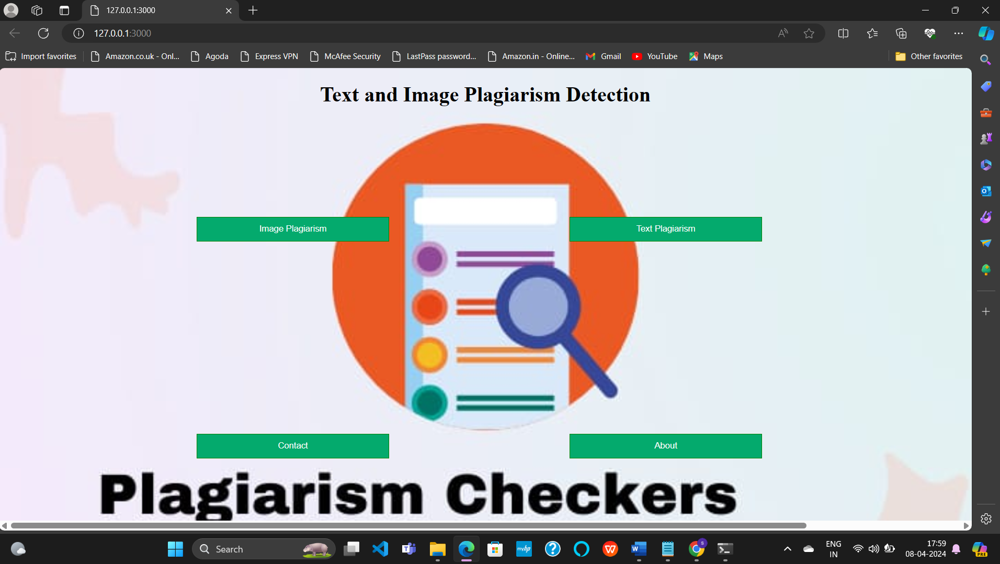 127.0.0.1:3000
127.0.0.1:3000
Import favorites Amazon.co.uk - Onl... Agoda Express VPN McAfee Security LastPass password... Amazon.in - Online... Gmail YouTube Maps Other favorites
Text and Image Plagiarism Detection
Image Plagiarism Text Plagiarism
Contact About
Plagiarism Checkers
Search
ENG
IN
17:59
08-04-2024